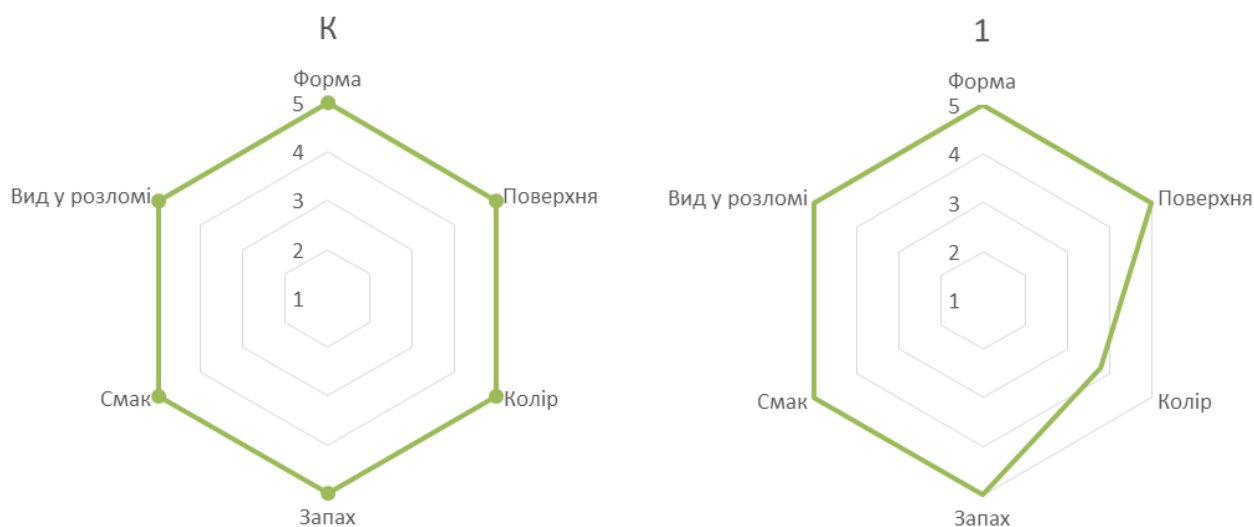 К
Форма
5
4
3
2
1
Вид у розломі
Поверхня
Смак
Колір
Запах
1
Форма
5
4
3
2
1
Вид у розломі
Поверхня
Смак
Колір
Запах